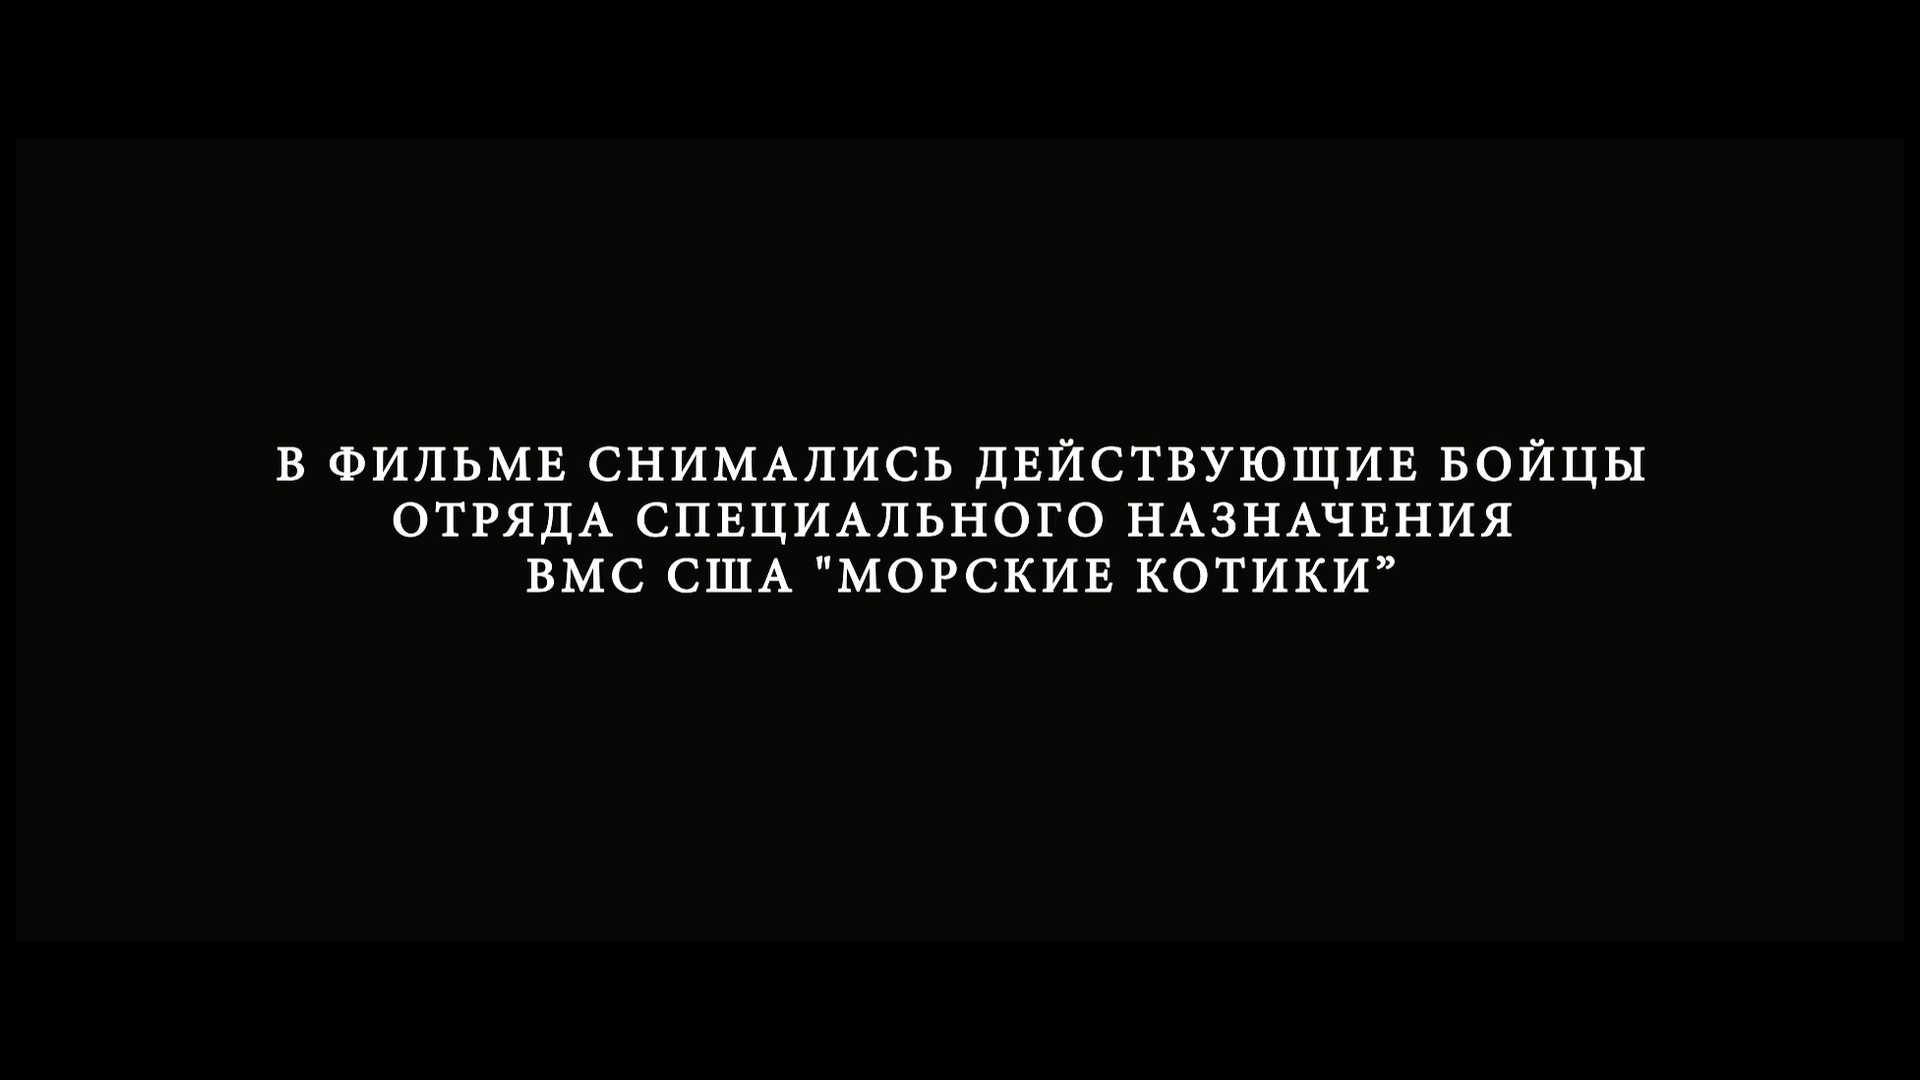 В ФИЛЬМЕ СНИМАЛИСЬ ДЕЙСТВУЮЩИЕ БОЙЦЫ
ОТРЯДА СПЕЦИАЛЬНОГО НАЗНАЧЕНИЯ
ВМС США "МОРСКИЕ КОТИКИ”